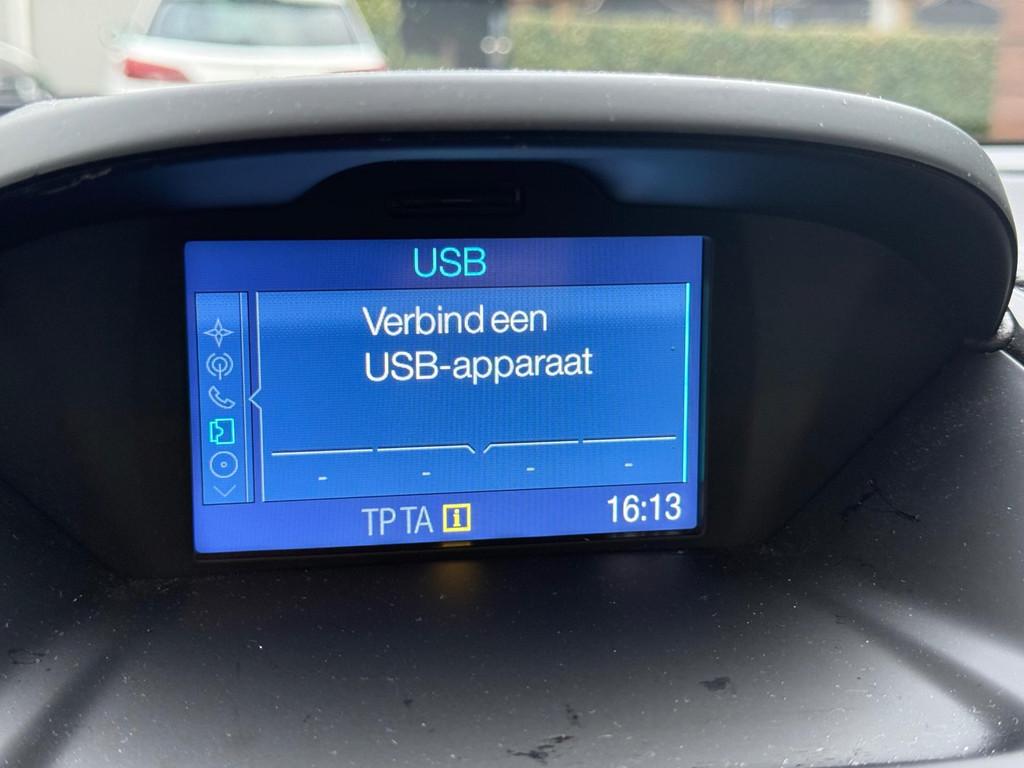 USB
Verbind een
USB-apparaat
- - - -
TP TA i 16:13